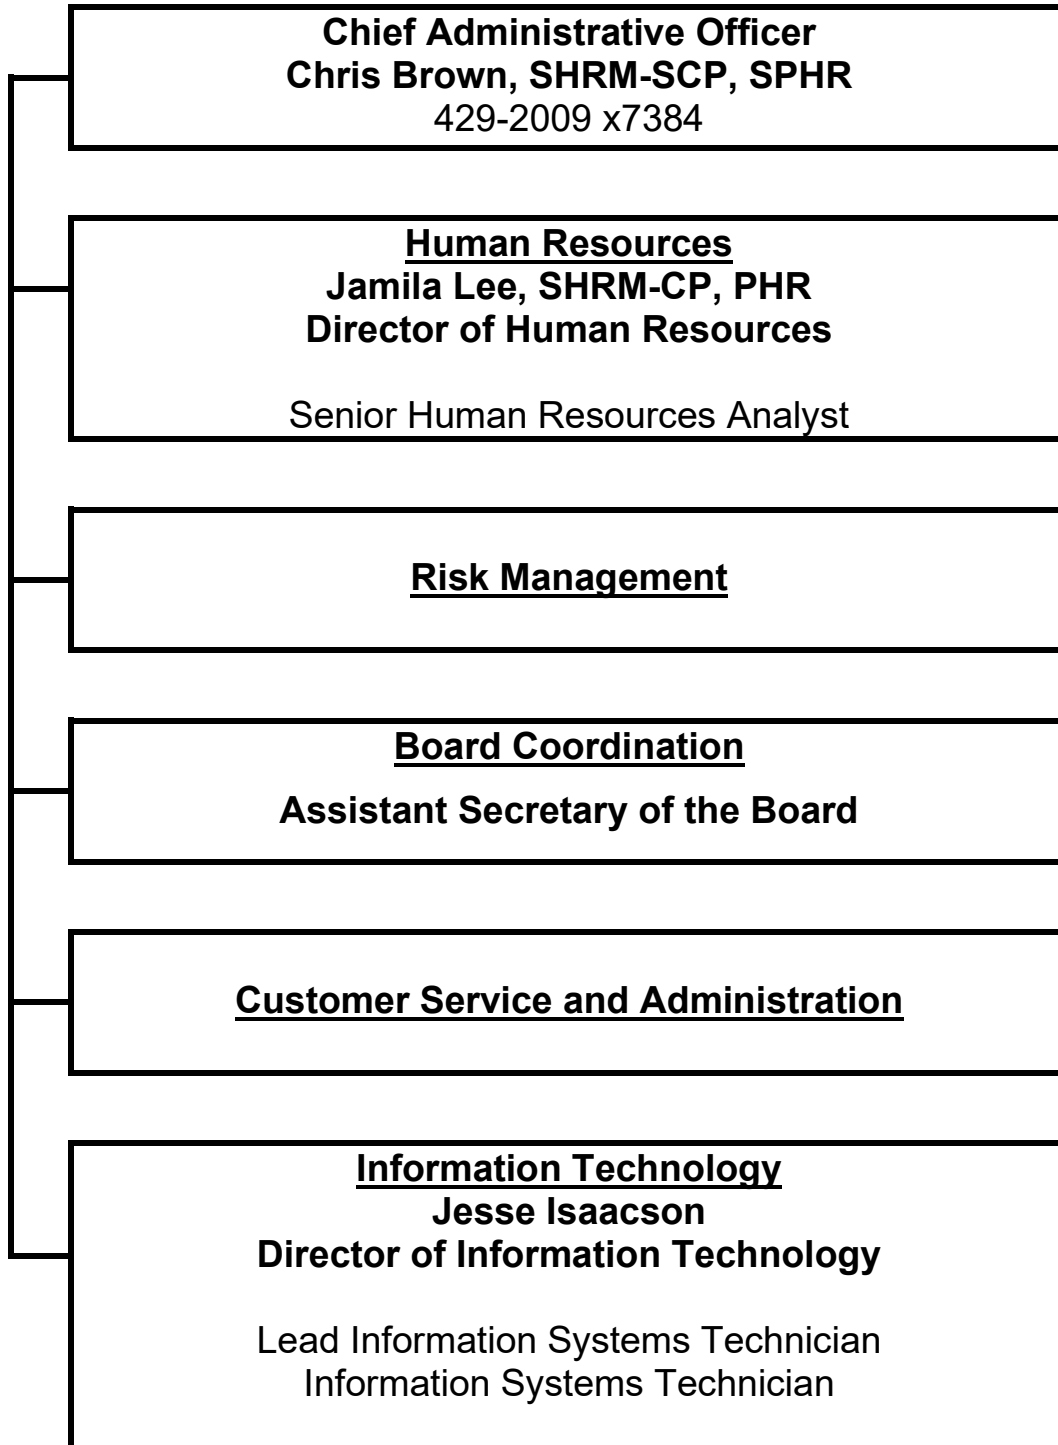 Chief Administrative Officer
Chris Brown, SHRM-SCP, SPHR
429-2009 x7384
Human Resources
Jamila Lee, SHRM-CP, PHR
Director of Human Resources
Senior Human Resources Analyst
Risk Management
Board Coordination
Assistant Secretary of the Board
Customer Service and Administration
Information Technology
Jesse Isaacson
Director of Information Technology
Lead Information Systems Technician
Information Systems Technician